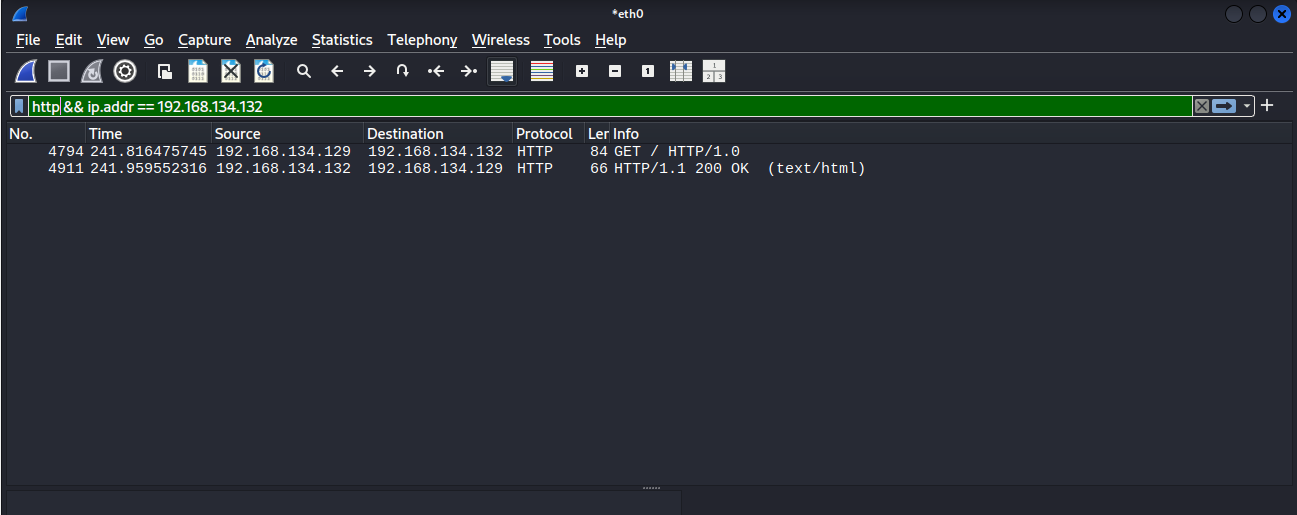 *eth0
File Edit View Go Capture Analyze Statistics Telephony Wireless Tools Help
http && ip.addr == 192.168.134.132
No. Time Source Destination Protocol Ler Info
4794 241.816475745 192.168.134.129 192.168.134.132 HTTP 84 GET / HTTP/1.0
4911 241.959552316 192.168.134.132 192.168.134.129 HTTP 66 HTTP/1.1 200 OK (text/html)